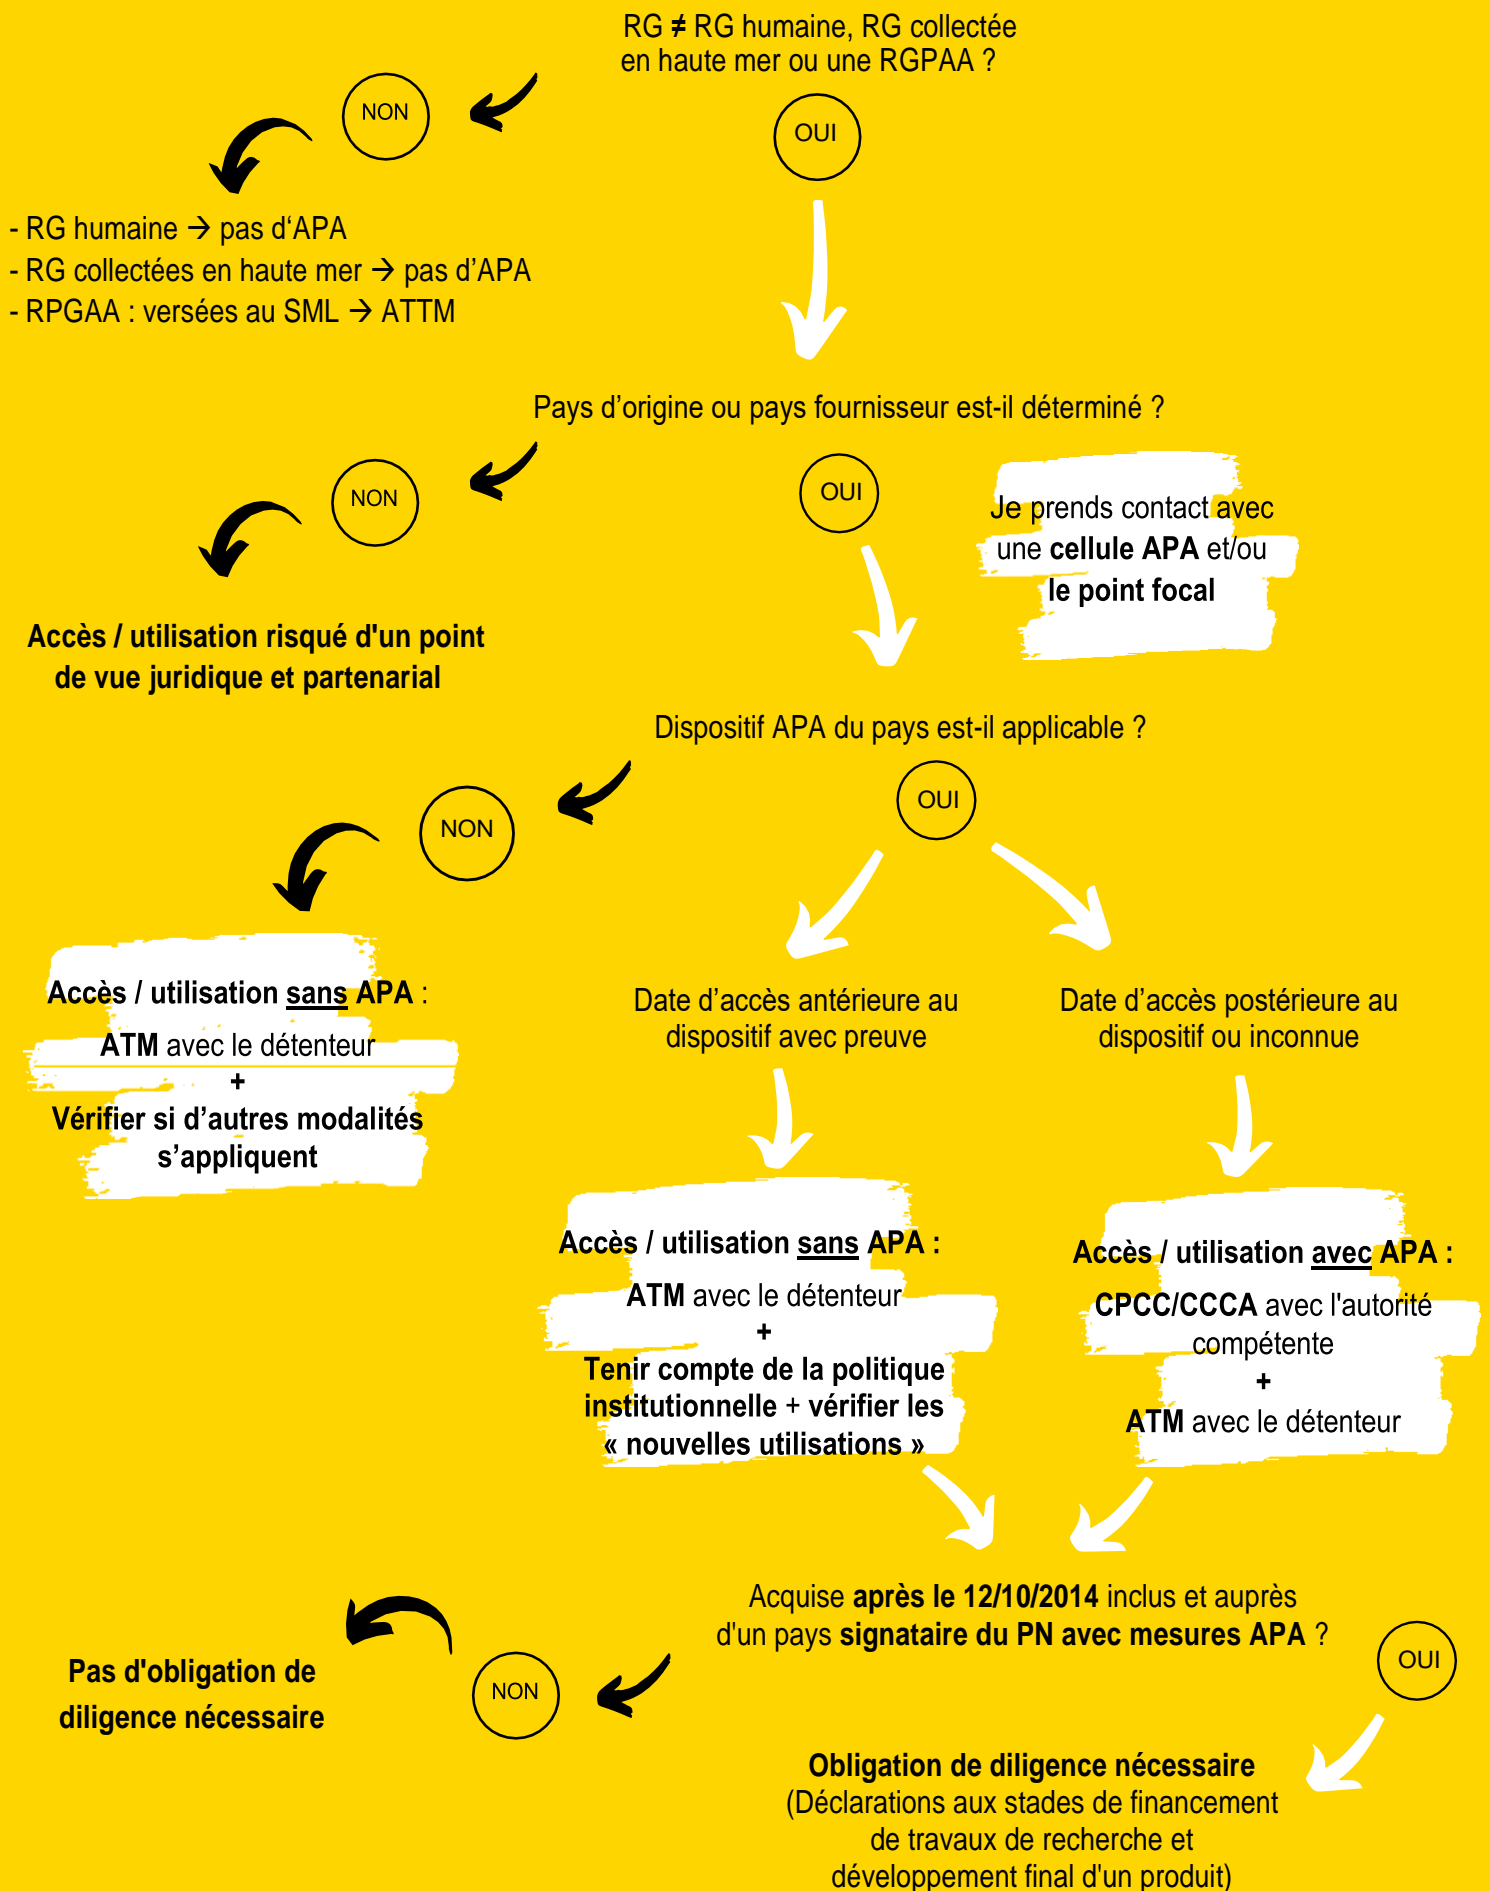 RG ≠ RG humaine, RG collectée
en haute mer ou une RGPAA ?
NON
OUI
- RG humaine → pas d‘APA
- RG collectées en haute mer → pas d’APA
- RPGAA : versées au SML → ATTM
Pays d’origine ou pays fournisseur est-il déterminé ?
NON
OUI
Je prends contact avec
une cellule APA et/ou
le point focal
Accès / utilisation risqué d'un point
de vue juridique et partenarial
Dispositif APA du pays est-il applicable ?
NON
OUI
Accès / utilisation sans APA :
ATM avec le détenteur
+
Vérifier si d’autres modalités
s’appliquent
Date d’accès antérieure au
dispositif avec preuve
Date d’accès postérieure au
dispositif ou inconnue
Accès / utilisation sans APA :
ATM avec le détenteur
+
Tenir compte de la politique
institutionnelle + vérifier les
« nouvelles utilisations »
Accès / utilisation avec APA :
CPCC/CCCA avec l'autorité
compétente
+
ATM avec le détenteur
Acquise après le 12/10/2014 inclus et auprès
d'un pays signataire du PN avec mesures APA ?
NON
OUI
Pas d'obligation de
diligence nécessaire
Obligation de diligence nécessaire
(Déclarations aux stades de financement
de travaux de recherche et
développement final d'un produit)